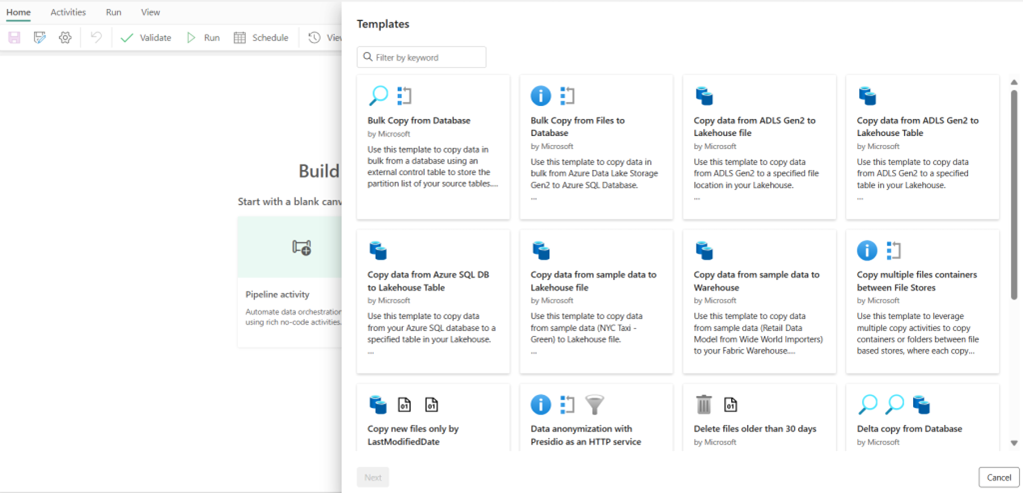 Home Activities Run View
Validate Run Schedule
Build
Start with a blank canv
Pipeline activity
Automate data orchestration
using rich no-code activities.
Templates
Filter by keyword
Bulk Copy from Database
by Microsoft
Use this template to copy data in
bulk from a database using an
external control table to store the
partition list of your source tables....
Bulk Copy from Files to
Database
by Microsoft
Use this template to copy data in
bulk from Azure Data Lake Storage
Gen2 to Azure SQL Database.
...
Copy data from ADLS Gen2 to
Lakehouse file
by Microsoft
Use this template to copy data
from ADLS Gen2 to a specified file
location in your Lakehouse.
...
Copy data from ADLS Gen2 to
Lakehouse Table
by Microsoft
Use this template to copy data
from ADLS Gen2 to a specified
table in your Lakehouse.
...
Copy data from Azure SQL DB
to Lakehouse Table
by Microsoft
Use this template to copy data
from your Azure SQL database to a
specified table in your Lakehouse.
...
Copy data from sample data to
Lakehouse file
by Microsoft
Use this template to copy data
from sample data (NYC Taxi -
Green) to Lakehouse file.
...
Copy data from sample data to
Warehouse
by Microsoft
Use this template to copy data
from sample data (Retail Data
Model from Wide World Importers)
to your Fabric Warehouse....
Copy multiple files containers
between File Stores
by Microsoft
Use this template to leverage
multiple copy activities to copy
containers or folders between file
based stores, where each copy...
01 01
Copy new files only by
LastModifiedDate
Data anonymization with
Presidio as an HTTP service
01
Delete files older than 30 days
by Microsoft
Delta copy from Database
by Microsoft
Next Cancel